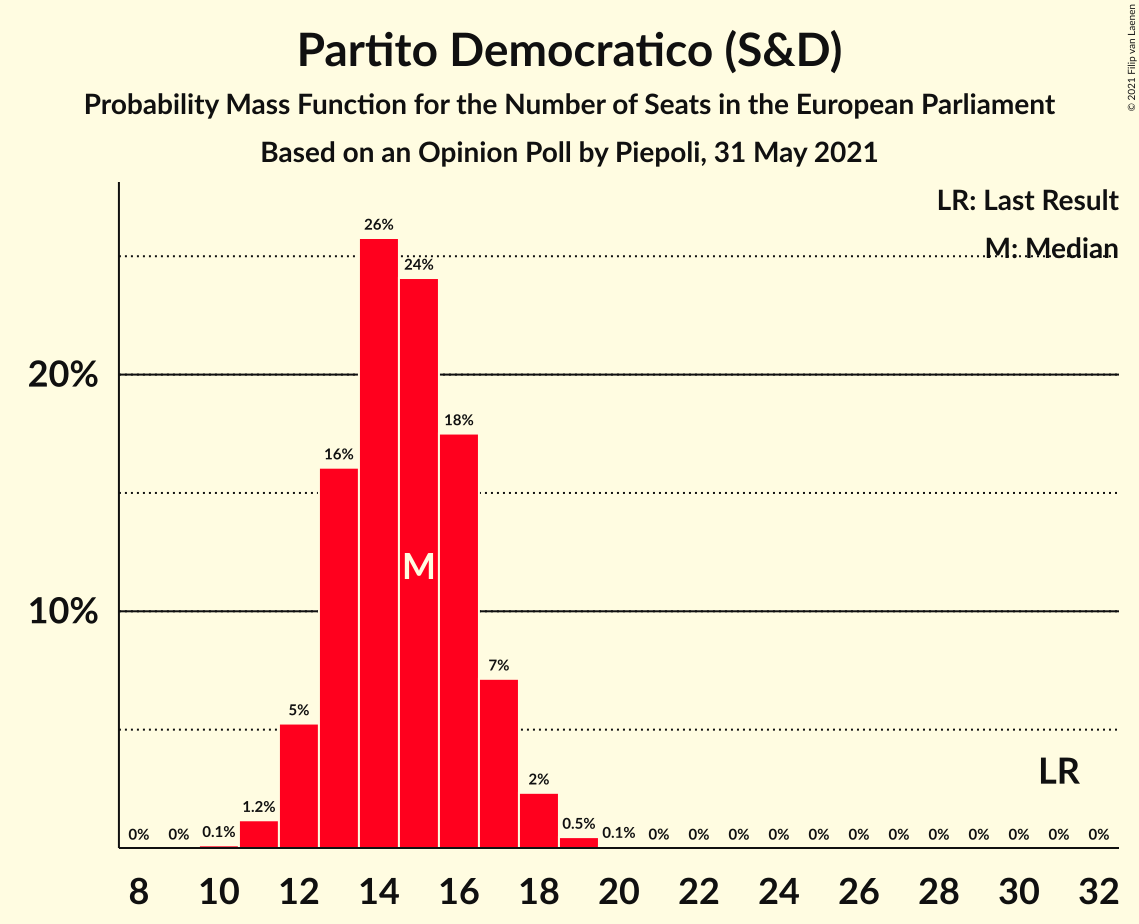 Partito Democratico (S&D)
Probability Mass Function for the Number of Seats in the European Parliament
Based on an Opinion Poll by Piepoli, 31 May 2021
© 2021 Filip van Laenen
LR: Last Result
M: Median
26%
24%
20%
18%
16%
M
10%
7%
5%
LR
2%
1.2%
0% 0% 0.1% 0.5% 0.1% 0% 0% 0% 0% 0% 0% 0% 0% 0% 0% 0% 0%
8 10 12 14 16 18 20 22 24 26 28 30 32